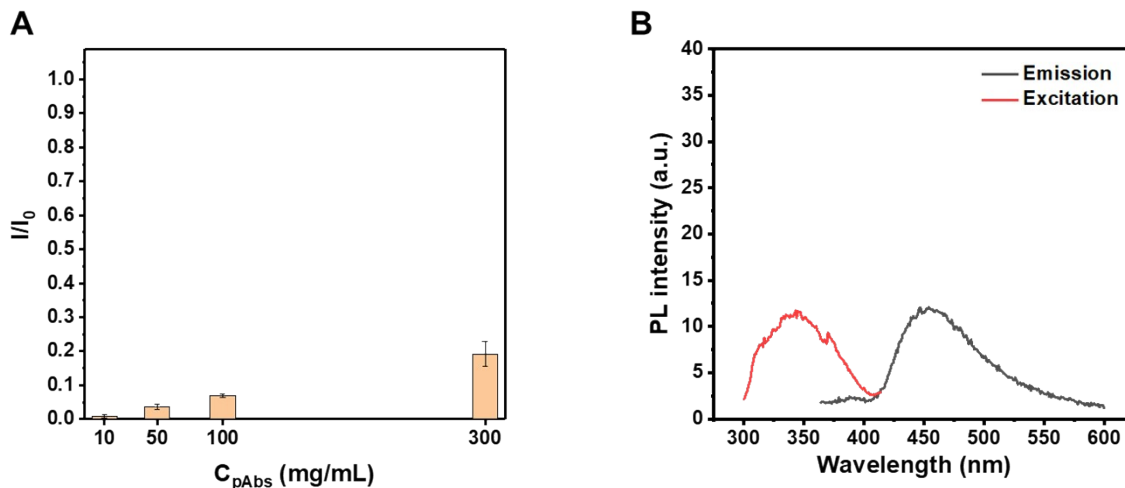 A
I/I0
1.0
0.9
0.8
0.7
0.6
0.5
0.4
0.3
0.2
0.1
0.0
10 50 100 300
CpAbs (mg/mL)
B
PL intensity (a.u.)
40
35
30
25
20
15
10
5
0
Emission
Excitation
300 350 400 450 500 550 600
Wavelength (nm)